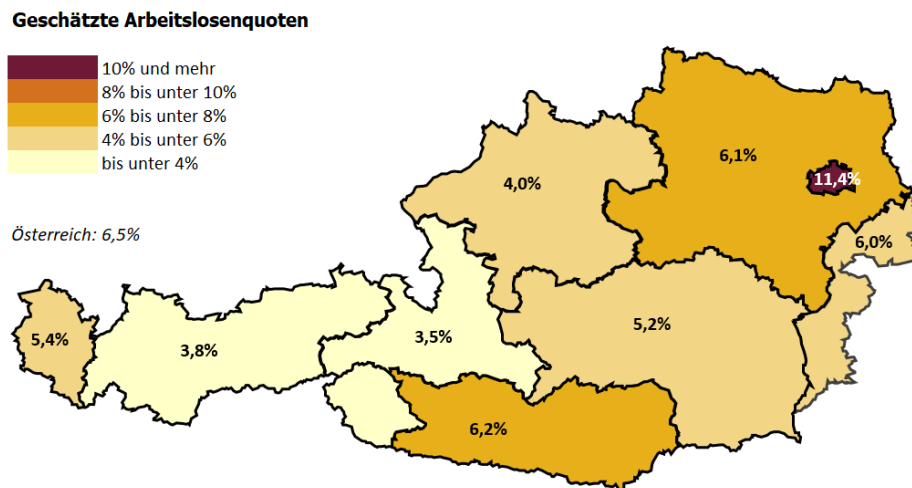 Geschätzte Arbeitslosenquoten
10% und mehr
8% bis unter 10%
6% bis unter 8%
4% bis unter 6%
bis unter 4%
Österreich: 6,5%
4,0%
6,1%
11,4%
6,0%
5,4%
3,8%
3,5%
5,2%
6,2%